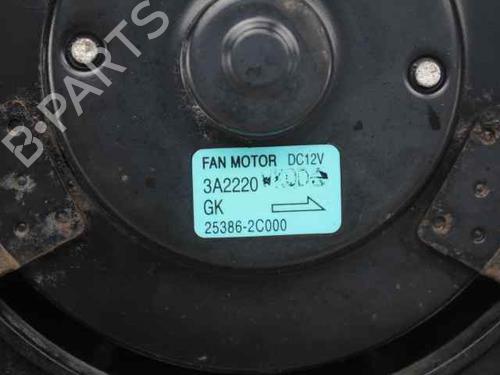 B-PARTS
FAN MOTOR DC12V
3A2220
GK
25386-2C000